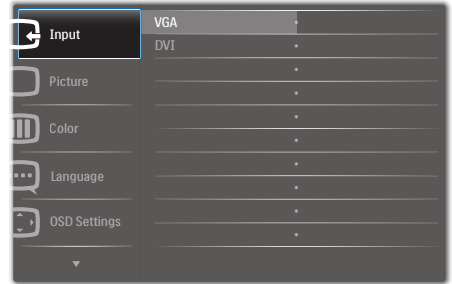 Input
VGA
DVI
Picture
Color
Language
OSD Settings